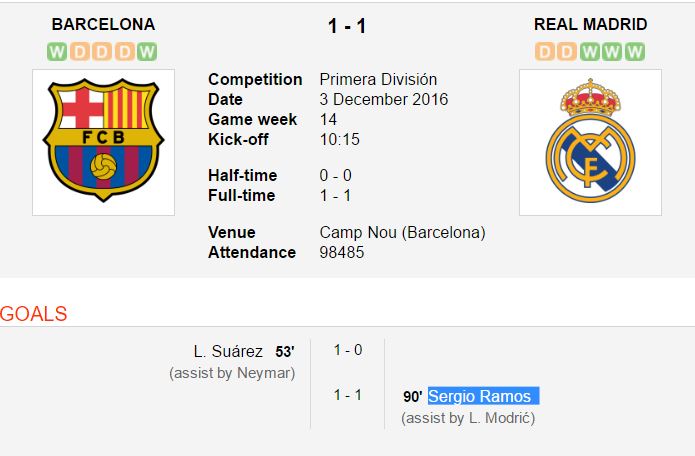 BARCELONA
1 - 1
REAL MADRID
W D D D W
D D W W W
FCB
Competition Primera División
Date 3 December 2016
Game week 14
Kick-off 10:15
Half-time 0 - 0
Full-time 1 - 1
Venue Camp Nou (Barcelona)
Attendance 98485
GOALS
L. Suárez 53' 1 - 0
(assist by Neymar)
1 - 1 90' Sergio Ramos
(assist by L. Modrić)